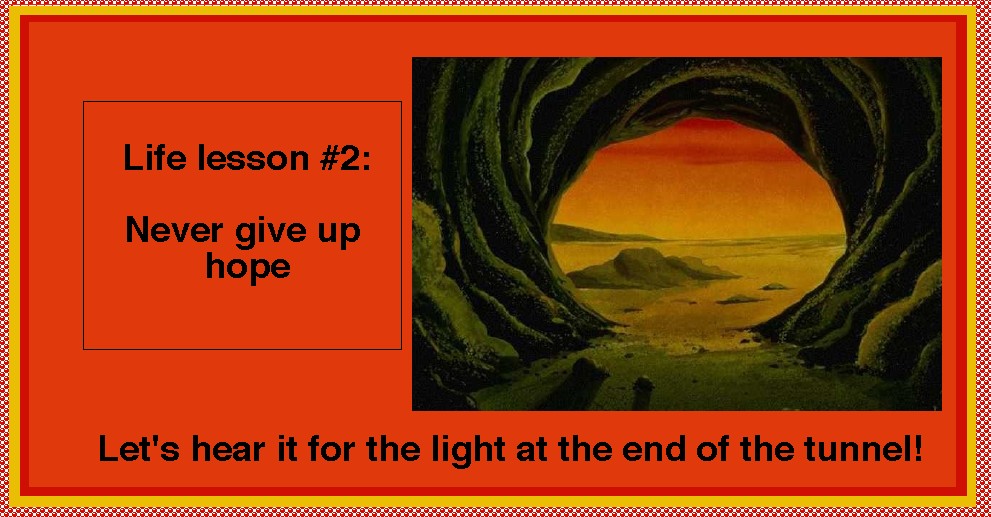 Life lesson #2:
Never give up
hope
Let's hear it for the light at the end of the tunnel!